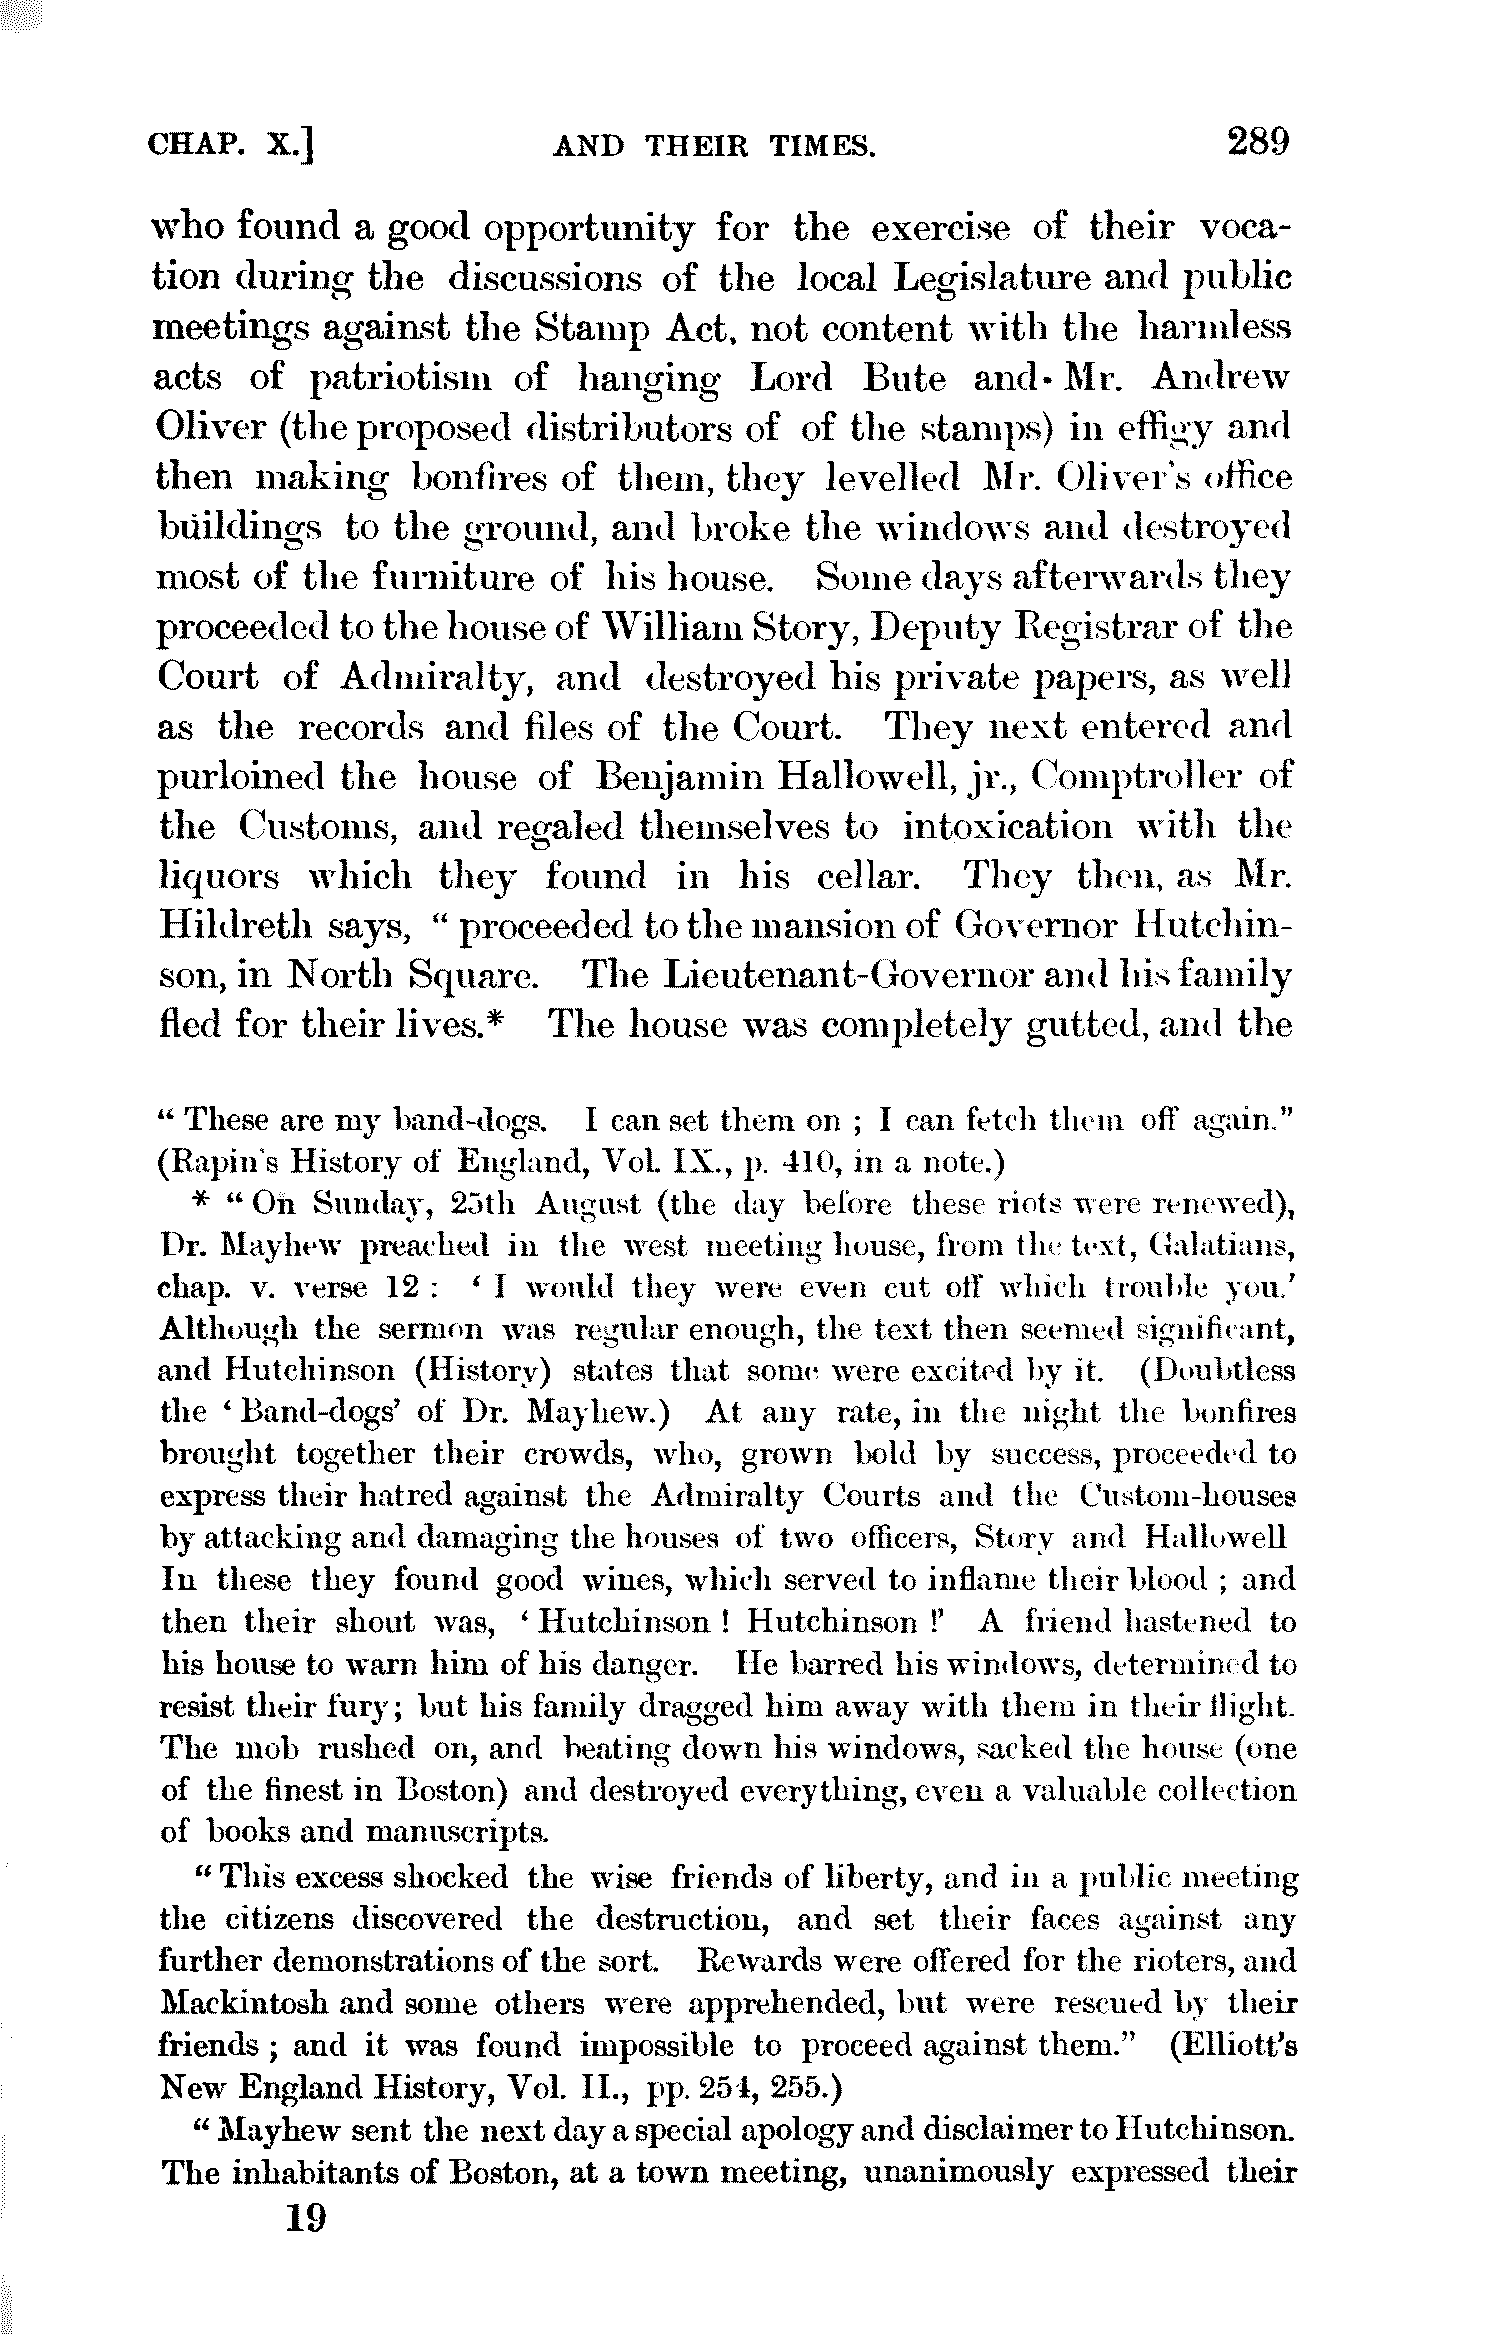 CHAP. X.] AND THEIR TIMES. 289
who found a good opportunity for the exercise of their voca-
tion during the discussions of the local Legislature and public
meetings against the Stamp Act, not content with the harmless
acts of patriotism of hanging Lord Bute and Mr. Andrew
Oliver (the proposed distributors of of the stamps) in effigy and
then making bonfires of them, they levelled Mr. Oliver's office
buildings to the ground, and broke the windows and destroyed
most of the furniture of his house. Some days afterwards they
proceeded to the house of William Story, Deputy Registrar of the
Court of Admiralty, and destroyed his private papers, as well
as the records and files of the Court. They next entered and
purloined the house of Benjamin Hallowell, jr., Comptroller of
the Customs, and regaled themselves to intoxication with the
liquors which they found in his cellar. They then, as Mr.
Hildreth says, " proceeded to the mansion of Governor Hutchin-
son, in North Square. The Lieutenant-Governor and his family
fled for their lives.* The house was completely gutted, and the
" These are my band-dogs. I can set them on ; I can fetch them off again."
(Rapin's History of England, Vol. IX., p. 410, in a note.)
* " On Sunday, 25th August (the day before these riots were renewed),
Dr. Mayhew preached in the west meeting house, from the text, Galatians,
chap. v. verse 12 : ' I would they were even cut off which trouble you.'
Although the sermon was regular enough, the text then seemed significant,
and Hutchinson (History) states that some were excited by it. (Doubtless
the ' Band-dogs' of Dr. Mayhew.) At any rate, in the night the bonfires
brought together their crowds, who, grown bold by success, proceeded to
express their hatred against the Admiralty Courts and the Custom-houses
by attacking and damaging the houses of two officers, Story and Hallowell
In these they found good wines, which served to inflame their blood ; and
then their shout was, ' Hutchinson ! Hutchinson !' A friend hastened to
his house to warn him of his danger. He barred his windows, determined to
resist their fury; but his family dragged him away with them in their flight.
The mob rushed on, and beating down his windows, sacked the house (one
of the finest in Boston) and destroyed everything, even a valuable collection
of books and manuscripts.
" This excess shocked the wise friends of liberty, and in a public meeting
the citizens discovered the destruction, and set their faces against any
further demonstrations of the sort. Rewards were offered for the rioters, and
Mackintosh and some others were apprehended, but were rescued by their
friends ; and it was found impossible to proceed against them." (Elliott's
New England History, Vol. II., pp. 254, 255.)
" Mayhew sent the next day a special apology and disclaimer to Hutchinson.
The inhabitants of Boston, at a town meeting, unanimously expressed their
19